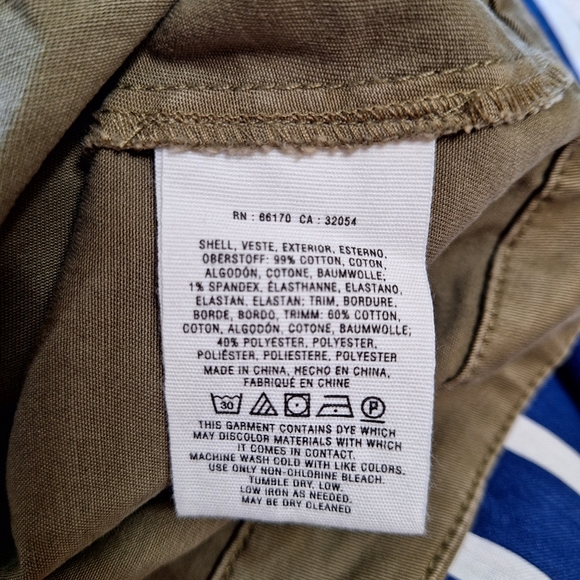 RN : 66170 CA : 32054
SHELL, VESTE, EXTERIOR, ESTERNO,
OBERSTOFF: 99% COTTON, COTON,
ALGODÓN, COTONE, BAUMWOLLE;
1% SPANDEX, ÉLASTHANNE, ELASTANO,
ELASTAN, ELASTAN; TRIM, BORDURE,
BORDE, BORDO, TRIMM: 60% COTTON,
COTON, ALGODÓN, COTONE, BAUMWOLLE;
40% POLYESTER, POLYESTER,
POLIÉSTER, POLIESTERE, POLYESTER
MADE IN CHINA, HECHO EN CHINA,
FABRIQUÉ EN CHINE
30 P
THIS GARMENT CONTAINS DYE WHICH
MAY DISCOLOR MATERIALS WITH WHICH
IT COMES IN CONTACT.
MACHINE WASH COLD WITH LIKE COLORS.
USE ONLY NON-CHLORINE BLEACH.
TUMBLE DRY, LOW.
LOW IRON AS NEEDED.
MAY BE DRY CLEANED